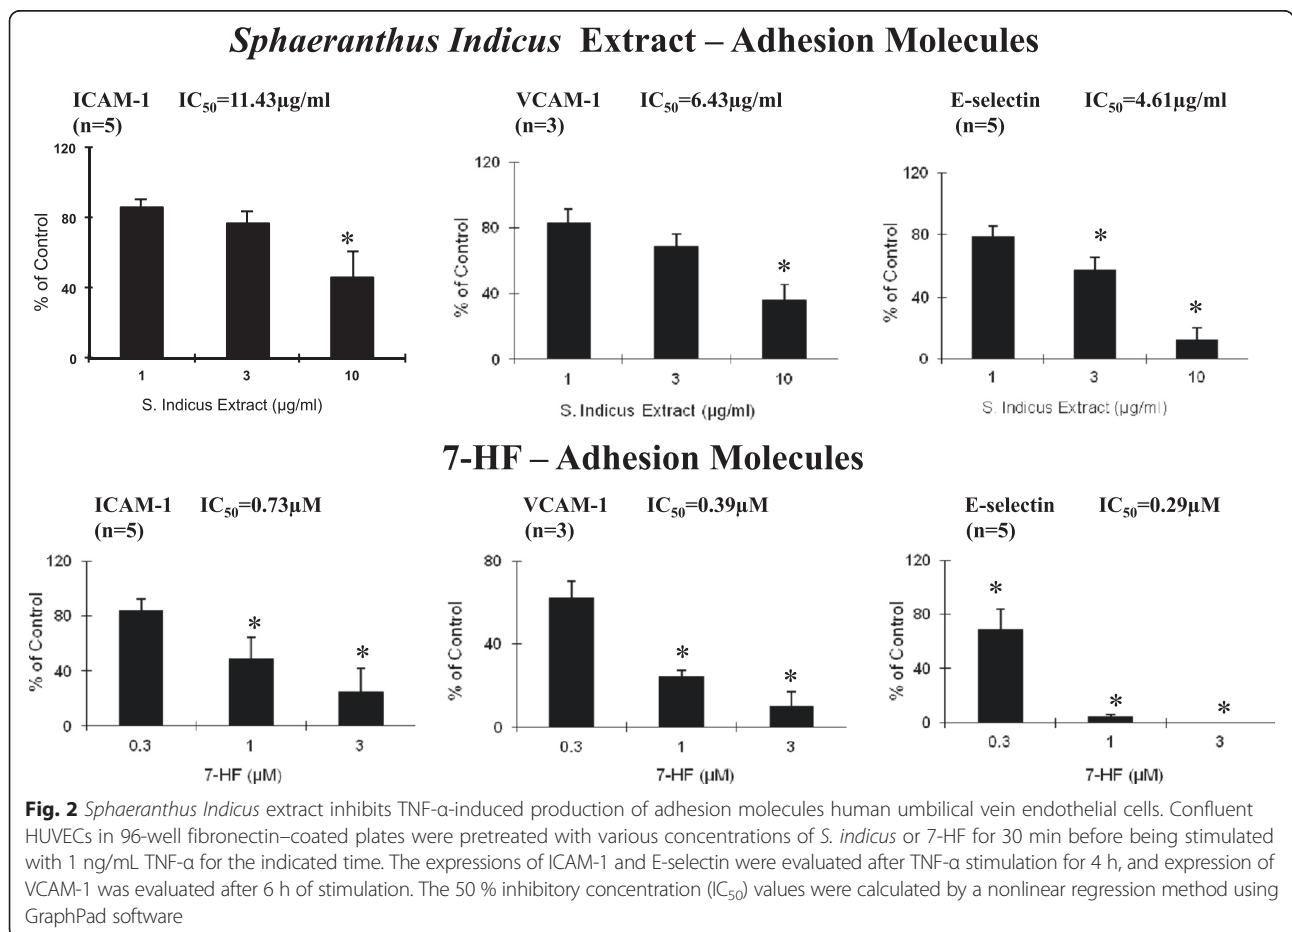 Sphaeranthus Indicus Extract – Adhesion Molecules
ICAM-1 IC50=11.43µg/ml
(n=5)
120
80
40
0
% of Control
1 3 10
S. Indicus Extract (µg/ml)
*
VCAM-1 IC50=6.43µg/ml
(n=3)
120
80
40
0
% of Control
1 3 10
S. Indicus Extract (µg/ml)
*
E-selectin IC50=4.61µg/ml
(n=5)
120
80
40
0
% of Control
1 3 10
S. Indicus Extract (µg/ml)
*
*
7-HF – Adhesion Molecules
ICAM-1 IC50=0.73µM
(n=5)
120
80
40
0
% of Control
0.3 1 3
7-HF (µM)
*
*
VCAM-1 IC50=0.39µM
(n=3)
80
40
0
% of Control
0.3 1 3
7-HF (µM)
*
*
E-selectin IC50=0.29µM
(n=5)
120
80
40
0
% of Control
0.3 1 3
7-HF (µM)
*
*
*
Fig. 2 Sphaeranthus Indicus extract inhibits TNF-α-induced production of adhesion molecules human umbilical vein endothelial cells. Confluent
HUVECs in 96-well fibronectin–coated plates were pretreated with various concentrations of S. indicus or 7-HF for 30 min before being stimulated
with 1 ng/mL TNF-α for the indicated time. The expressions of ICAM-1 and E-selectin were evaluated after TNF-α stimulation for 4 h, and expression of
VCAM-1 was evaluated after 6 h of stimulation. The 50 % inhibitory concentration (IC50) values were calculated by a nonlinear regression method using
GraphPad software